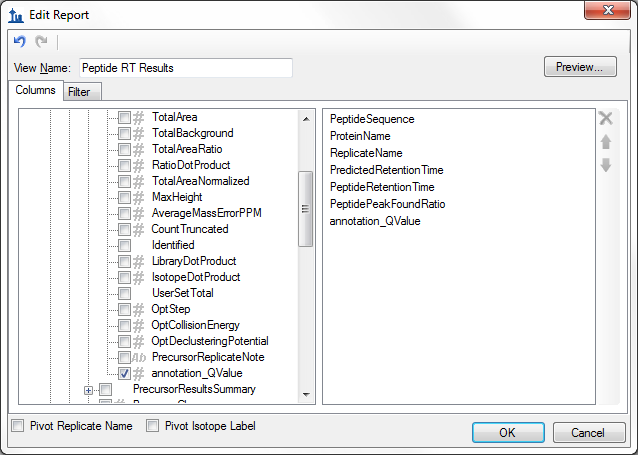 Edit Report
View Name: Peptide RT Results
Preview...
Columns
Filter
# TotalArea
# TotalBackground
# TotalAreaRatio
# RatioDotProduct
# TotalAreaNormalized
# MaxHeight
# AverageMassErrorPPM
# CountTruncated
Identified
# LibraryDotProduct
# IsotopeDotProduct
UserSetTotal
# OptStep
# OptCollisionEnergy
# OptDeclusteringPotential
Ab PrecursorReplicateNote
# annotation_QValue
PrecursorResultsSummary
PeptideSequence
ProteinName
ReplicateName
PredictedRetentionTime
PeptideRetentionTime
PeptidePeakFoundRatio
annotation_QValue
Pivot Replicate Name
Pivot Isotope Label
OK
Cancel